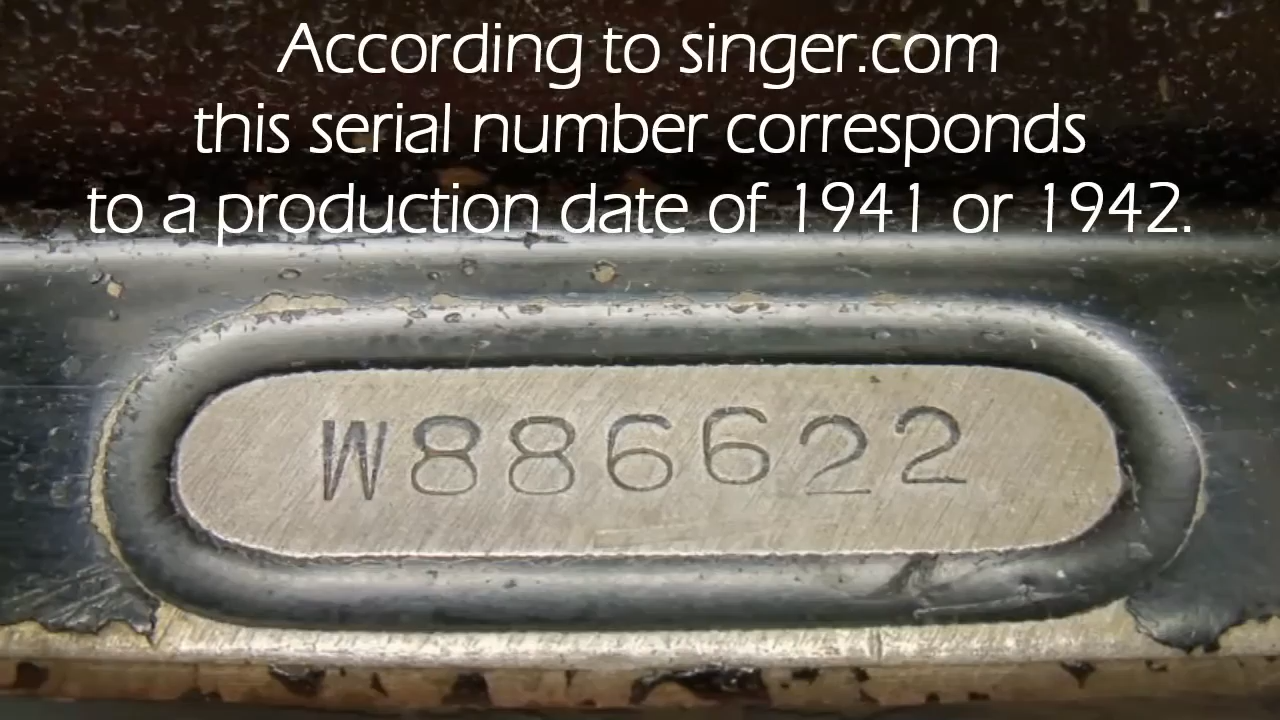 According to singer.com
this serial number corresponds
to a production date of 1941 or 1942.
W886622